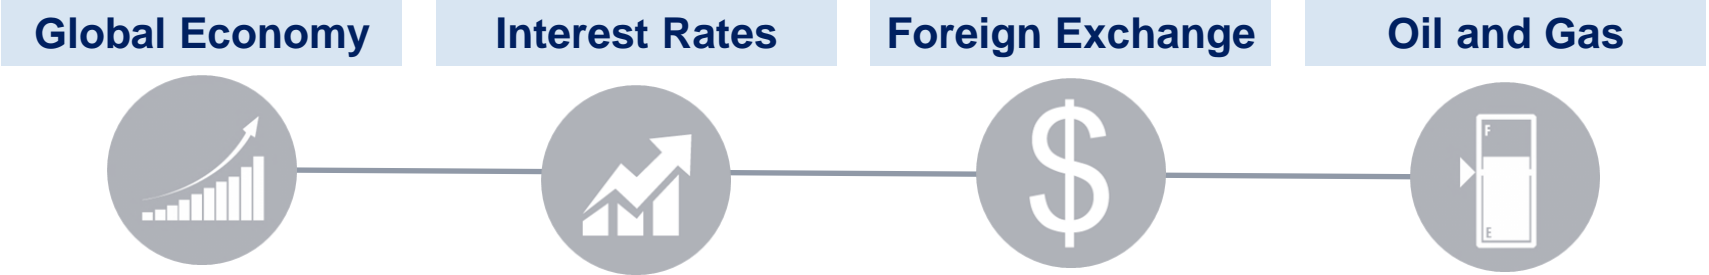 Global Economy
Interest Rates
Foreign Exchange
Oil and Gas
$
F
E